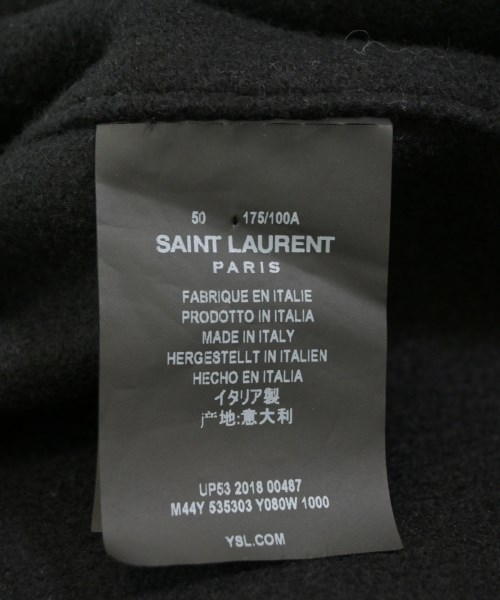 50 175/100A
SAINT LAURENT
PARIS
FABRIQUE EN ITALIE
PRODOTTO IN ITALIA
MADE IN ITALY
HERGESTELLT IN ITALIEN
HECHO EN ITALIA
イタリア製
产地:意大利
UP53 2018 00487
M44Y 535303 Y080W 1000
YSL.COM